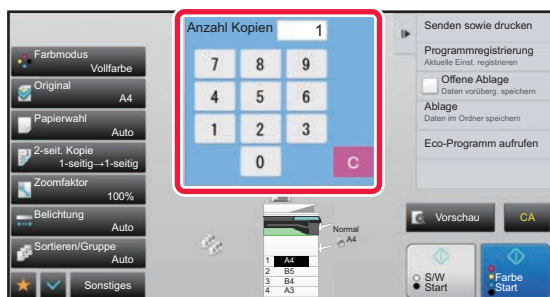 Farbmodus
Vollfarbe
Original
A4
Papierwahl
Auto
2-seit. Kopie
1-seitig→1-seitig
Zoomfaktor
100%
Belichtung
Auto
Sortieren/Gruppe
Auto
Sonstiges
Anzahl Kopien 1
7 8 9
4 5 6
1 2 3
0 C
Normal
A4
1 A4
2 B5
3 B4
4 A3
Senden sowie drucken
Programmregistrierung
Aktuelle Einst. registrieren
Offene Ablage
Daten vorüberg. speichern
Ablage
Daten im Ordner speichern
Eco-Programm aufrufen
Vorschau CA
S/W
Start
Farbe
Start